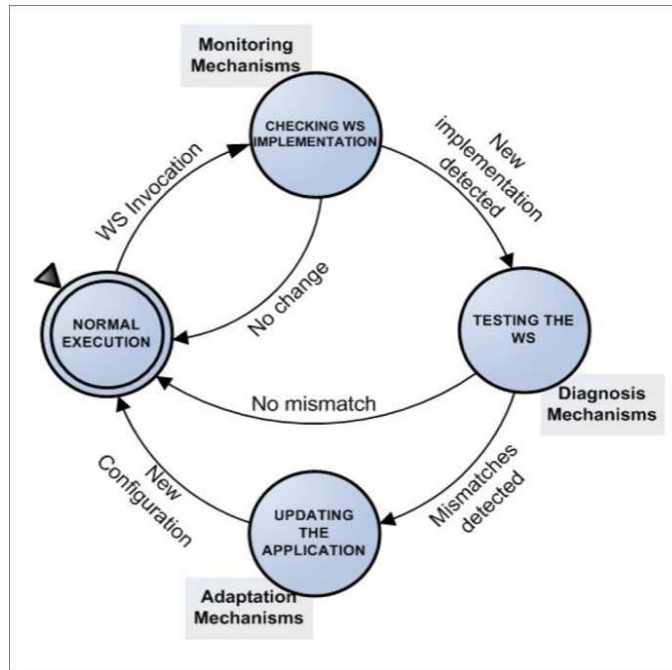 Monitoring
Mechanisms
CHECKING WS
IMPLEMENTATION
New
implementation
detected
WS Invocation
No change
NORMAL
EXECUTION
TESTING THE
WS
Diagnosis
Mechanisms
No mismatch
New
Configuration
Mismatches
detected
UPDATING
THE
APPLICATION
Adaptation
Mechanisms